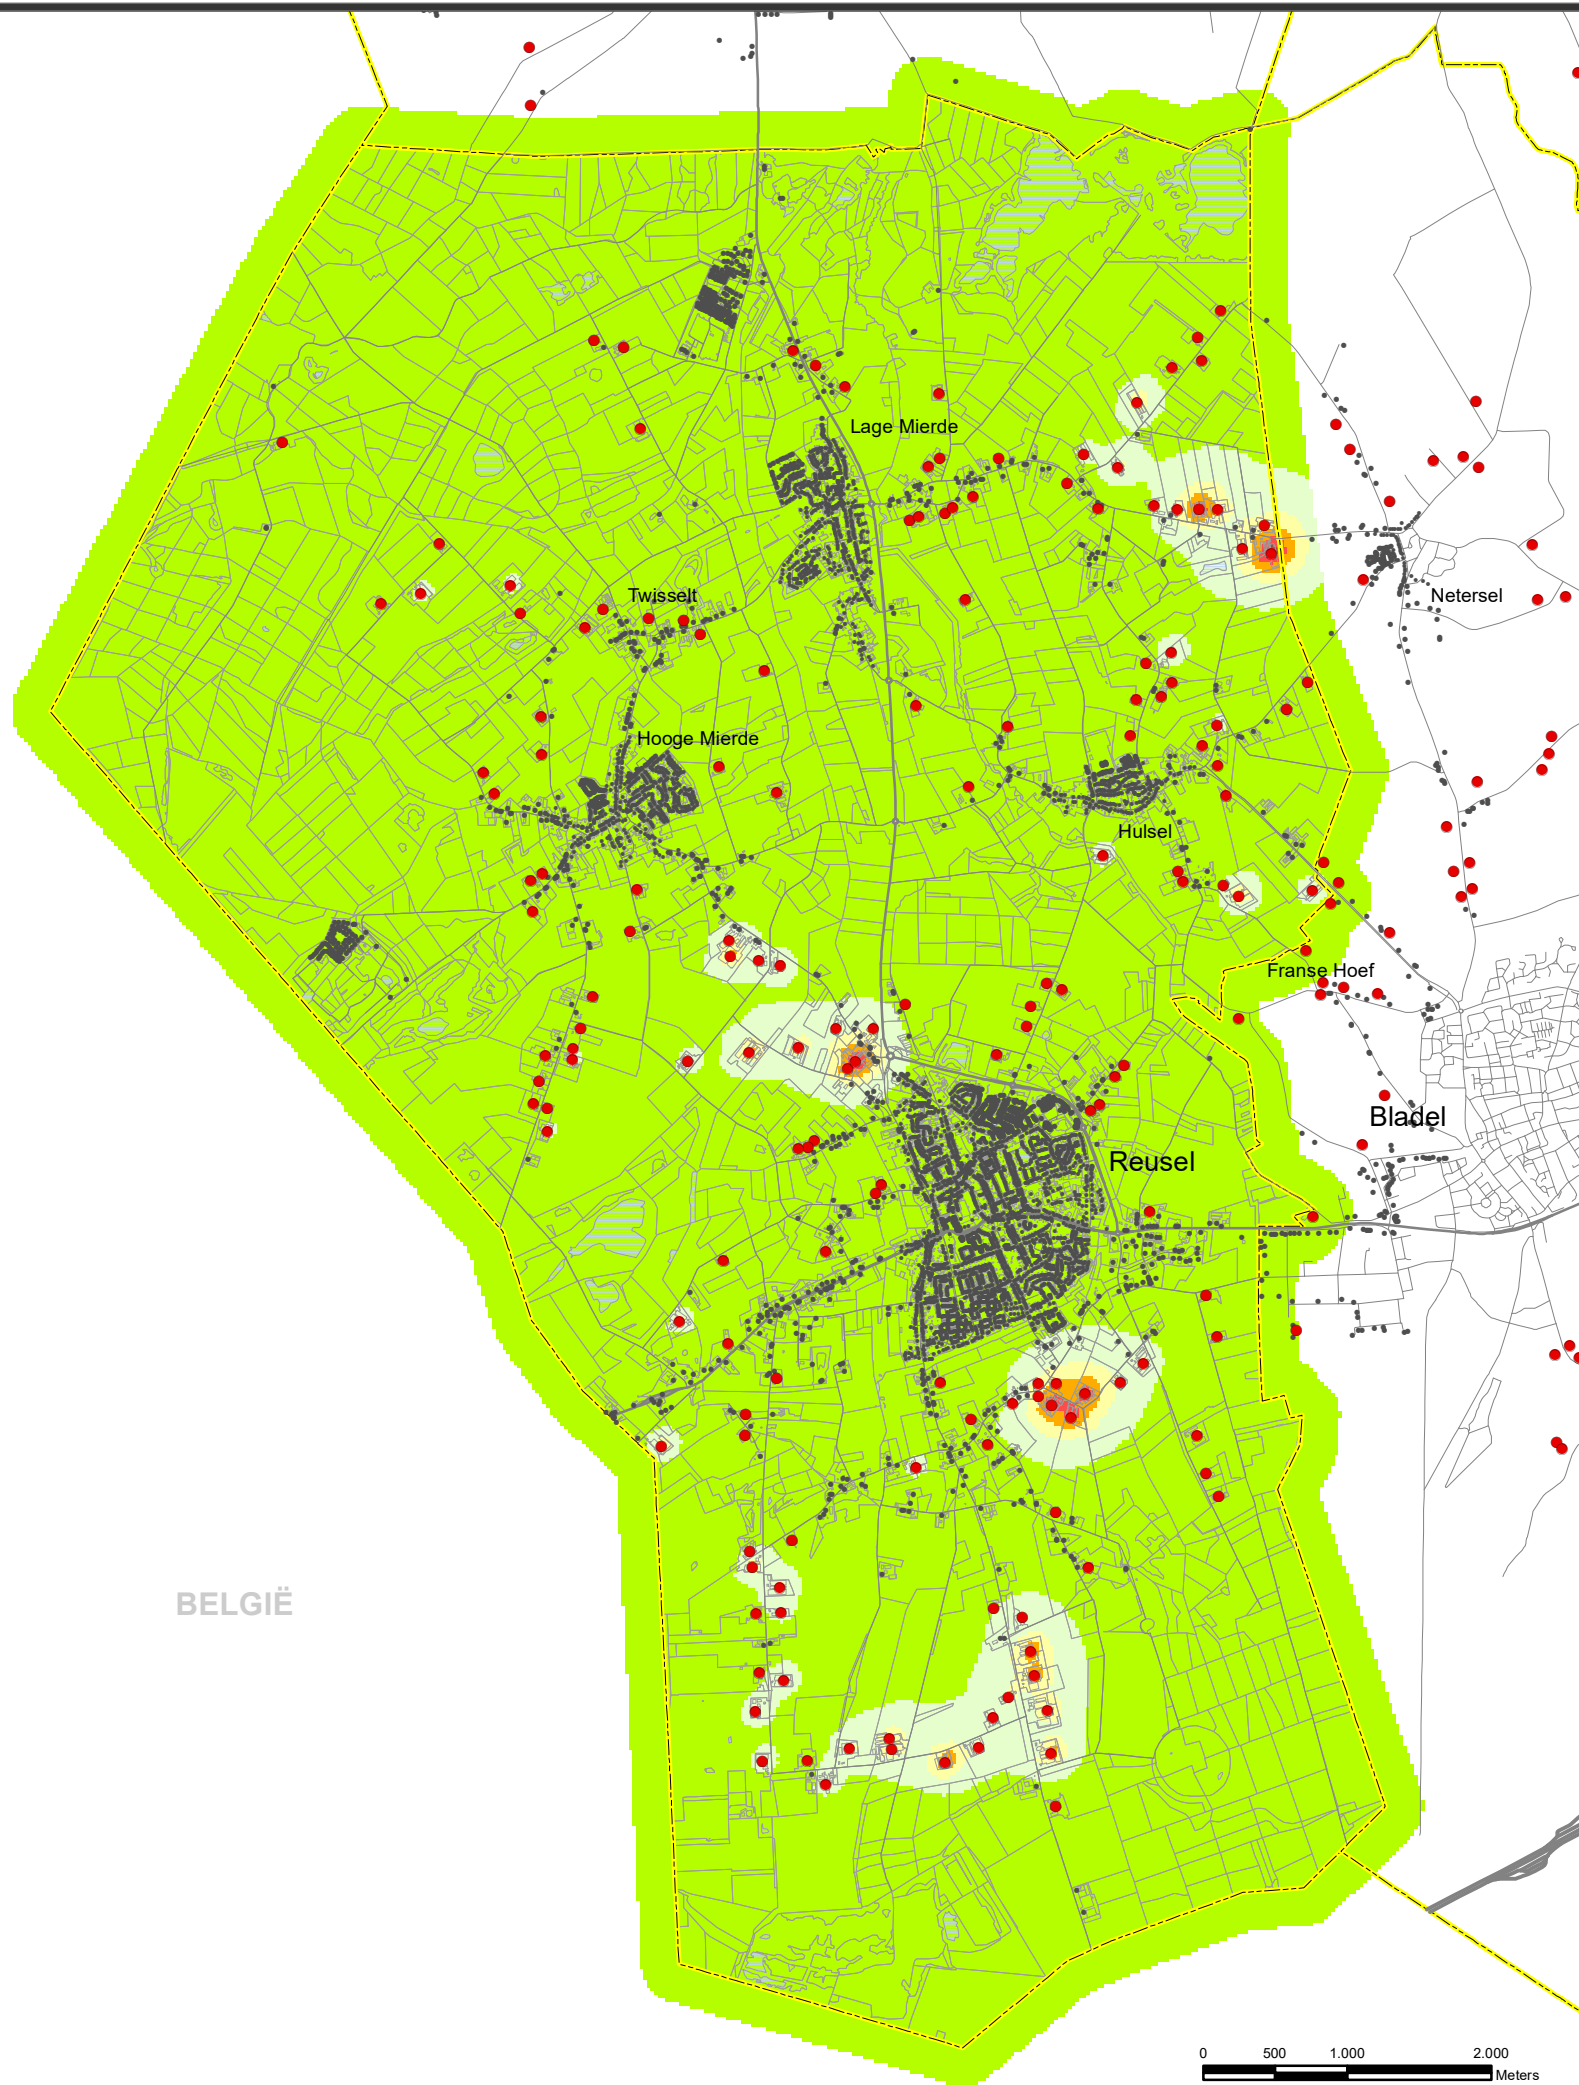 Lage Mierde
Twisselt
Netersel
Hooge Mierde
Hulsel
Franse Hoef
Bladel
Reusel
BELGIË
0 500 1.000 2.000
Meters